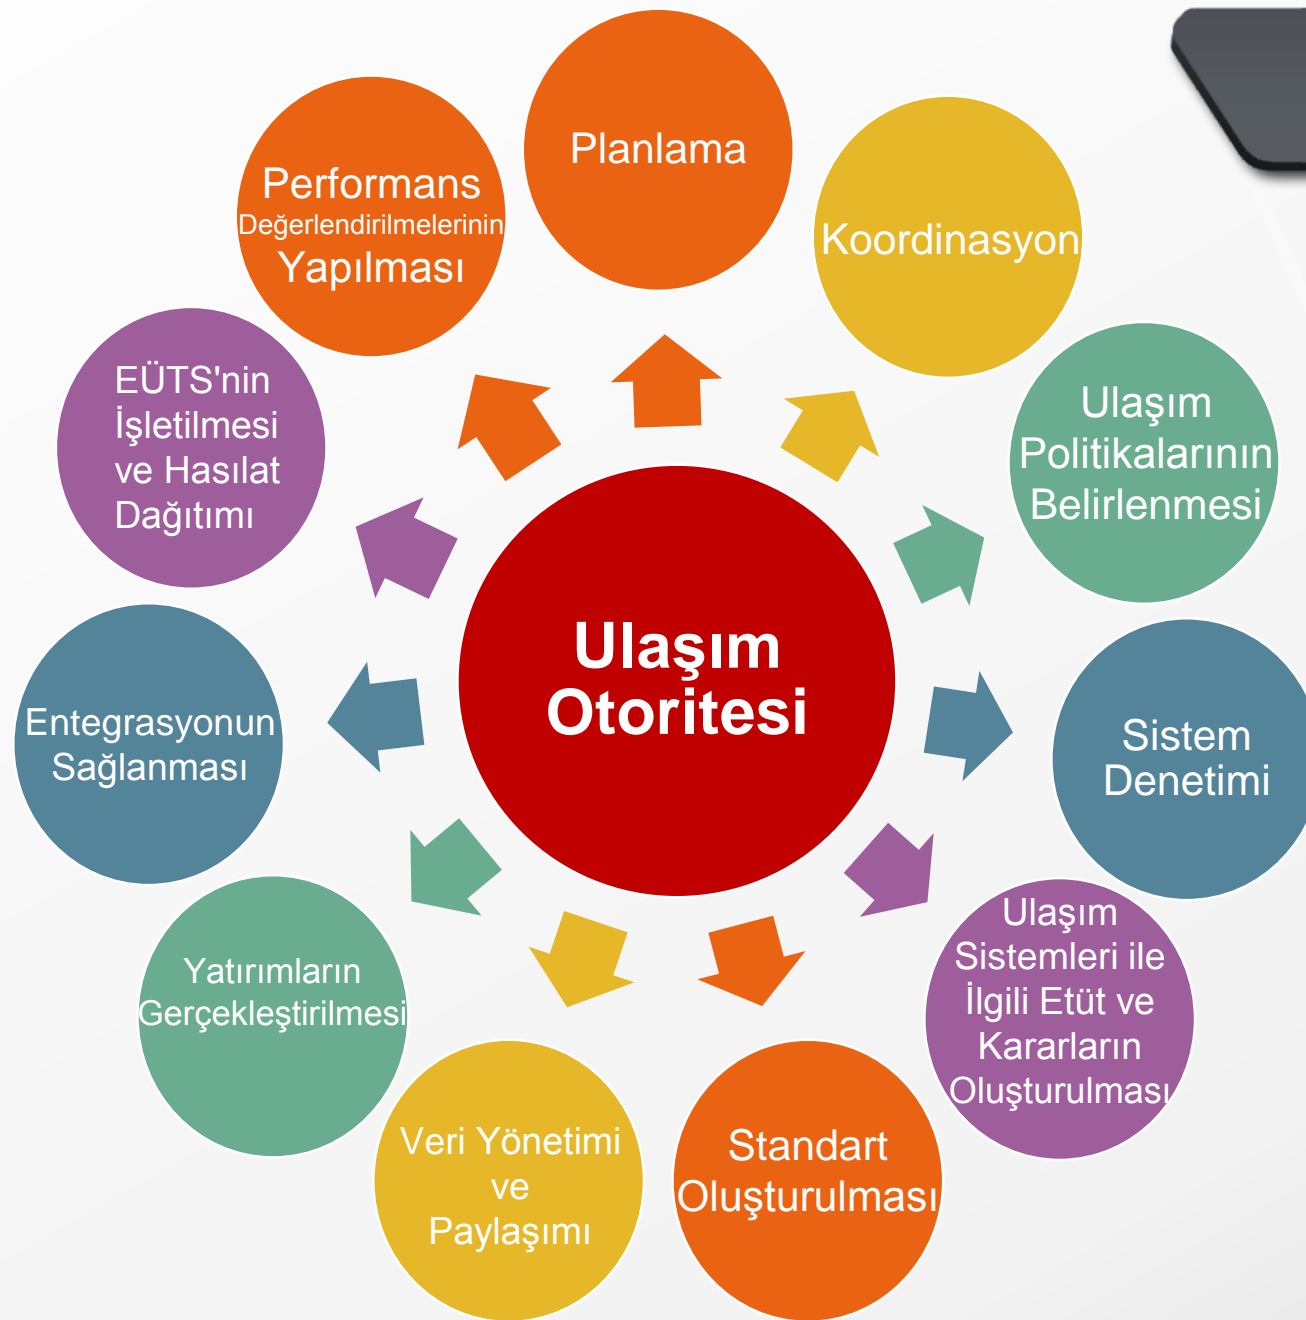 Planlama
Koordinasyon
Ulaşım
Politikalarının
Belirlenmesi
Sistem
Denetimi
Ulaşım
Sistemleri ile
İlgili Etüt ve
Kararların
Oluşturulması
Standart
Oluşturulması
Veri Yönetimi
ve
Paylaşımı
Yatırımların
Gerçekleştirilmesi
Entegrasyonun
Sağlanması
EÜTS'nin
İşletilmesi
ve Hasılat
Dağıtımı
Performans
Değerlendirilmelerinin
Yapılması
Ulaşım
Otoritesi